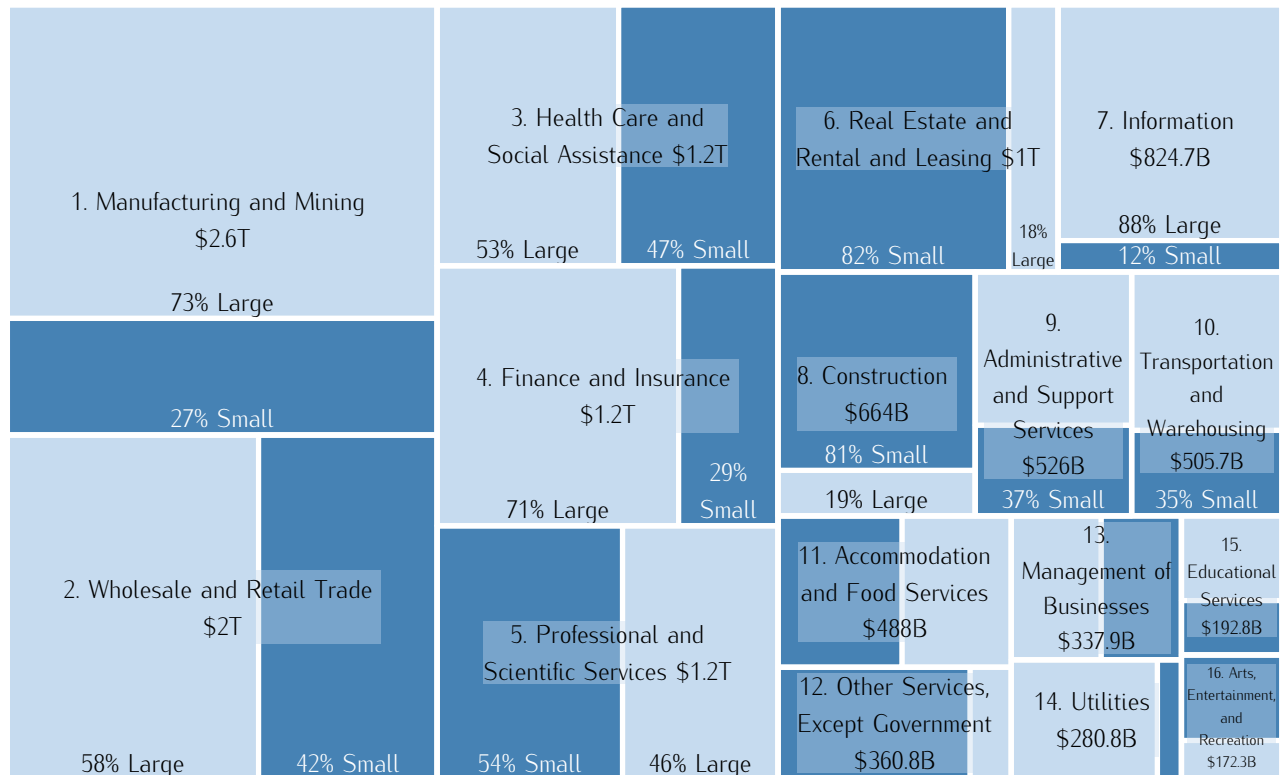 1. Manufacturing and Mining
$2.6T
73% Large
27% Small
2. Wholesale and Retail Trade
$2T
58% Large
42% Small
3. Health Care and
Social Assistance $1.2T
53% Large
47% Small
4. Finance and Insurance
$1.2T
71% Large
29%
Small
5. Professional and
Scientific Services $1.2T
54% Small
46% Large
6. Real Estate and
Rental and Leasing $1T
82% Small
18%
Large
7. Information
$824.7B
88% Large
12% Small
8. Construction
$664B
81% Small
19% Large
9.
Administrative
and Support
Services
$526B
37% Small
10.
Transportation
and
Warehousing
$505.7B
35% Small
11. Accommodation
and Food Services
$488B
12. Other Services,
Except Government
$360.8B
13.
Management of
Businesses
$337.9B
14. Utilities
$280.8B
15.
Educational
Services
$192.8B
16. Arts,
Entertainment,
and
Recreation
$172.3B